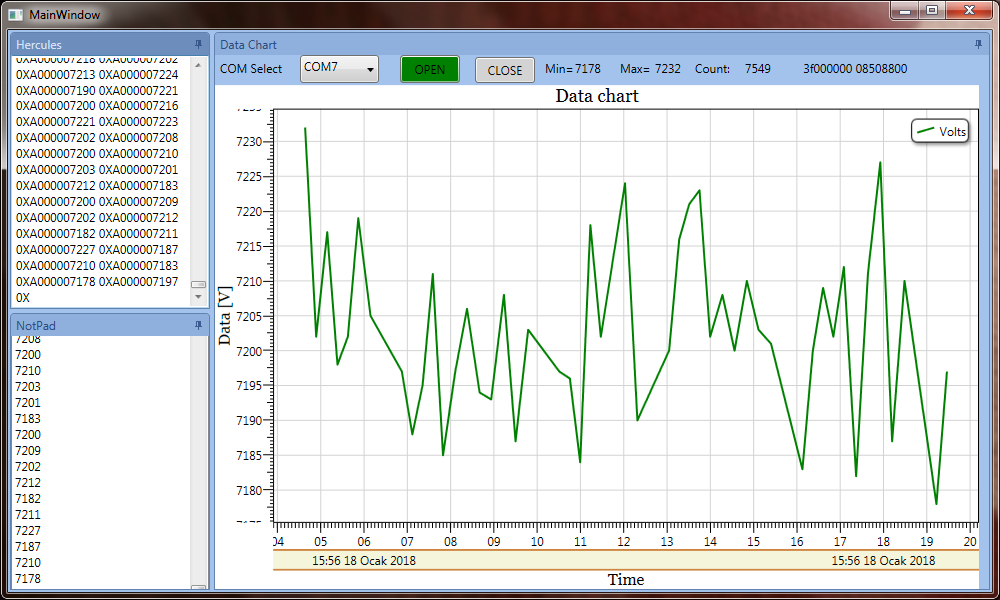 MainWindow
Hercules
0XA000007218 0XA000007202
0XA000007213 0XA000007224
0XA000007190 0XA000007221
0XA000007200 0XA000007216
0XA000007221 0XA000007223
0XA000007202 0XA000007208
0XA000007200 0XA000007210
0XA000007203 0XA000007201
0XA000007212 0XA000007183
0XA000007200 0XA000007209
0XA000007202 0XA000007212
0XA000007182 0XA000007211
0XA000007227 0XA000007187
0XA000007210 0XA000007183
0XA000007178 0XA000007197
0X
NotPad
7208
7200
7210
7203
7201
7183
7200
7209
7202
7212
7182
7211
7227
7187
7210
7178
Data Chart
COM Select COM7 OPEN CLOSE Min= 7178 Max= 7232 Count: 7549 3f000000 08508800
Data chart
Volts
7235
7230
7225
7220
7215
7210
7205
7200
7195
7190
7185
7180
7175
Data [V]
04 05 06 07 08 09 10 11 12 13 14 15 16 17 18 19 20
15:56 18 Ocak 2018 15:56 18 Ocak 2018
Time